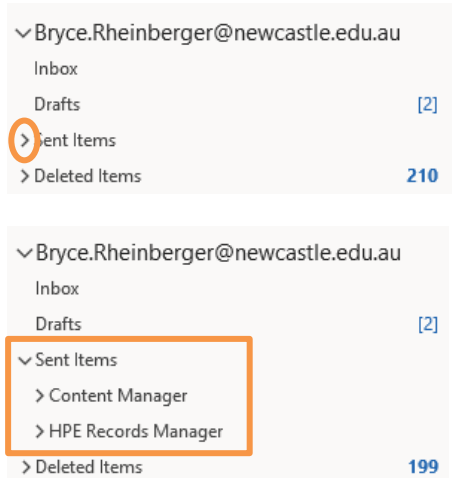 Bryce.Rheinberger@newcastle.edu.au
Inbox
Drafts [2]
Sent Items
Deleted Items 210
Bryce.Rheinberger@newcastle.edu.au
Inbox
Drafts [2]
Sent Items
Content Manager
HPE Records Manager
Deleted Items 199